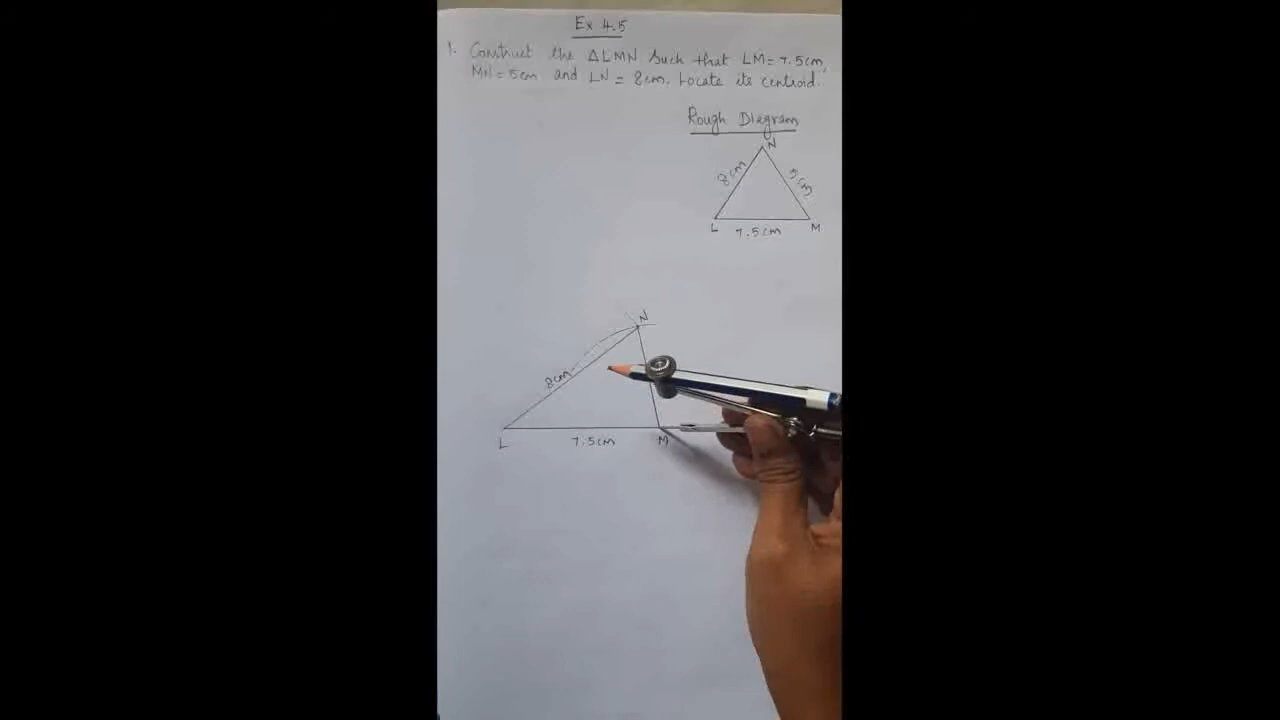 Ex 4.5
1. Construct the ΔLMN such that LM = 7.5cm,
MN = 5cm and LN = 8cm. Locate its centroid.
Rough Diagram
N
8cm
5cm
L
M
7.5cm
N
8cm
L
7.5cm
M